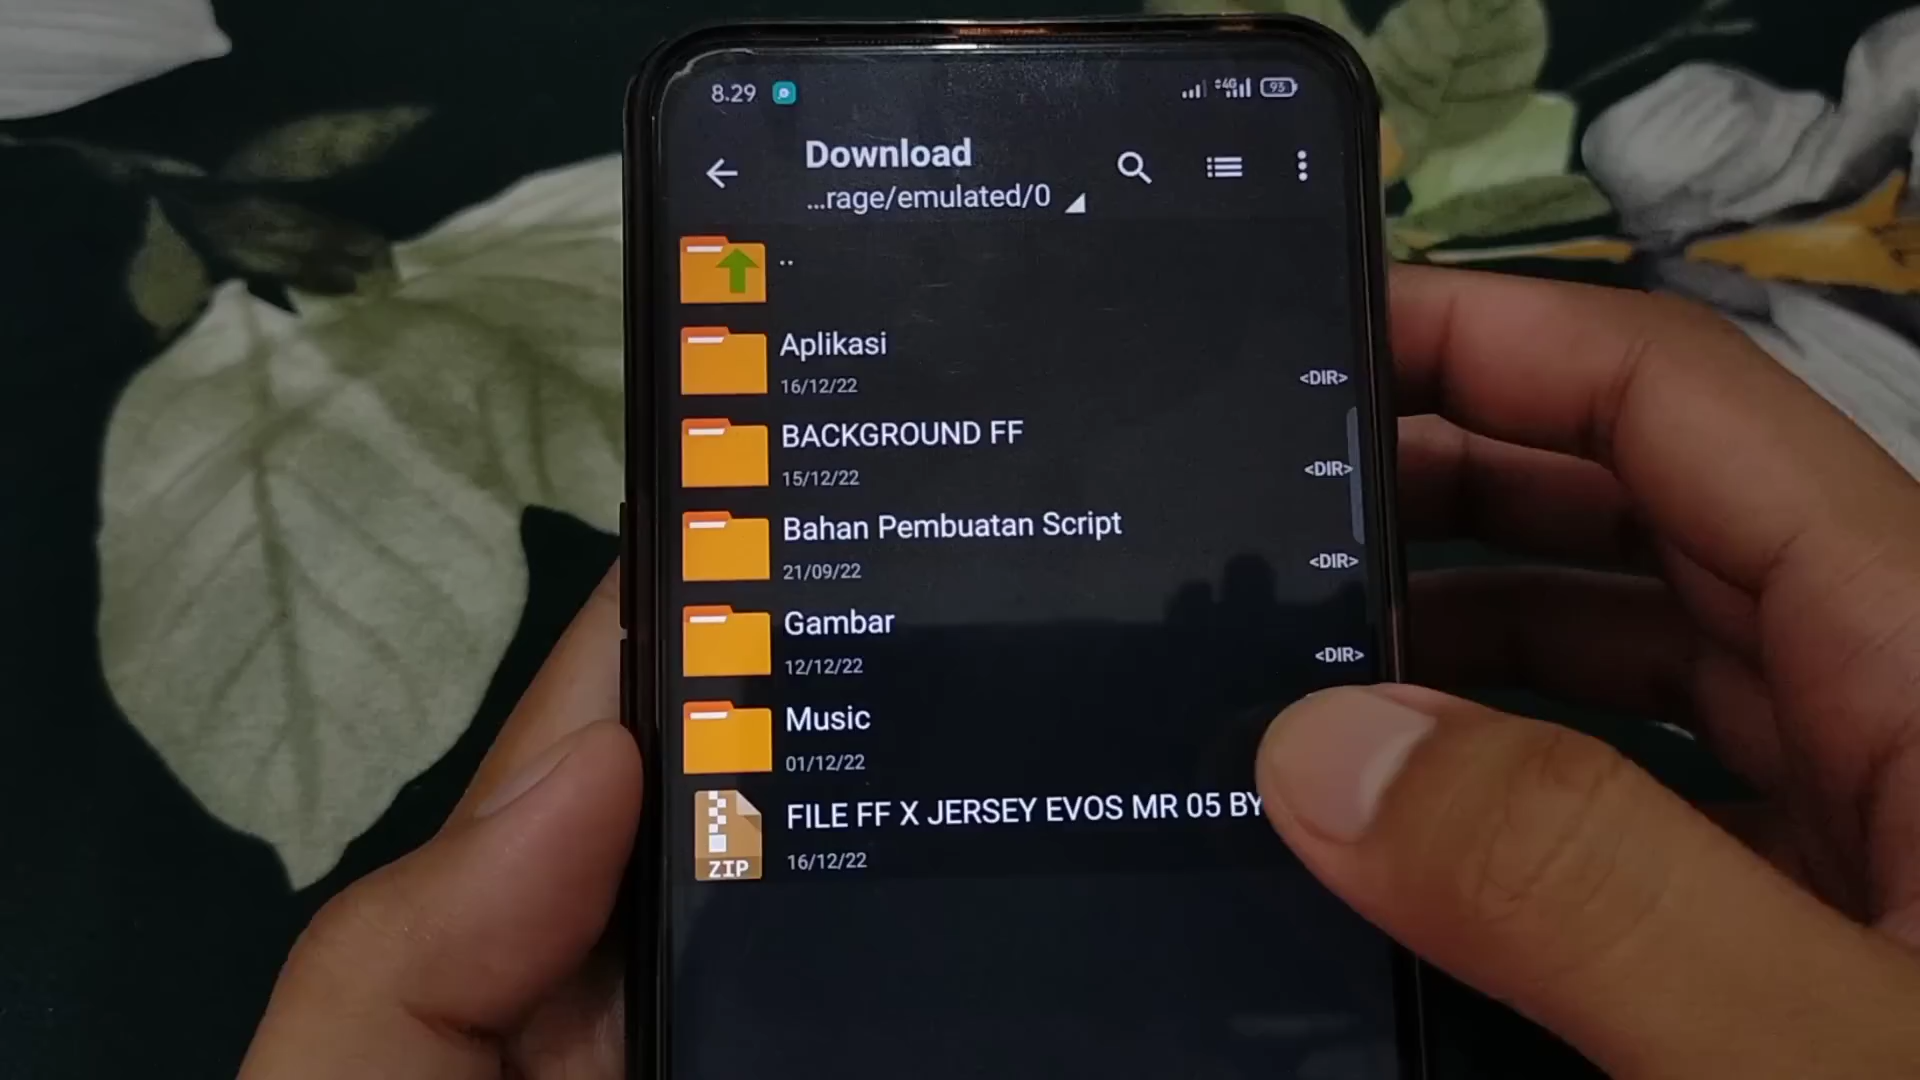 8.29
4G
93
Download
...rage/emulated/0
..
Aplikasi
16/12/22
<DIR>
BACKGROUND FF
15/12/22
<DIR>
Bahan Pembuatan Script
21/09/22
<DIR>
Gambar
12/12/22
<DIR>
Music
01/12/22
FILE FF X JERSEY EVOS MR 05 BY
16/12/22
ZIP